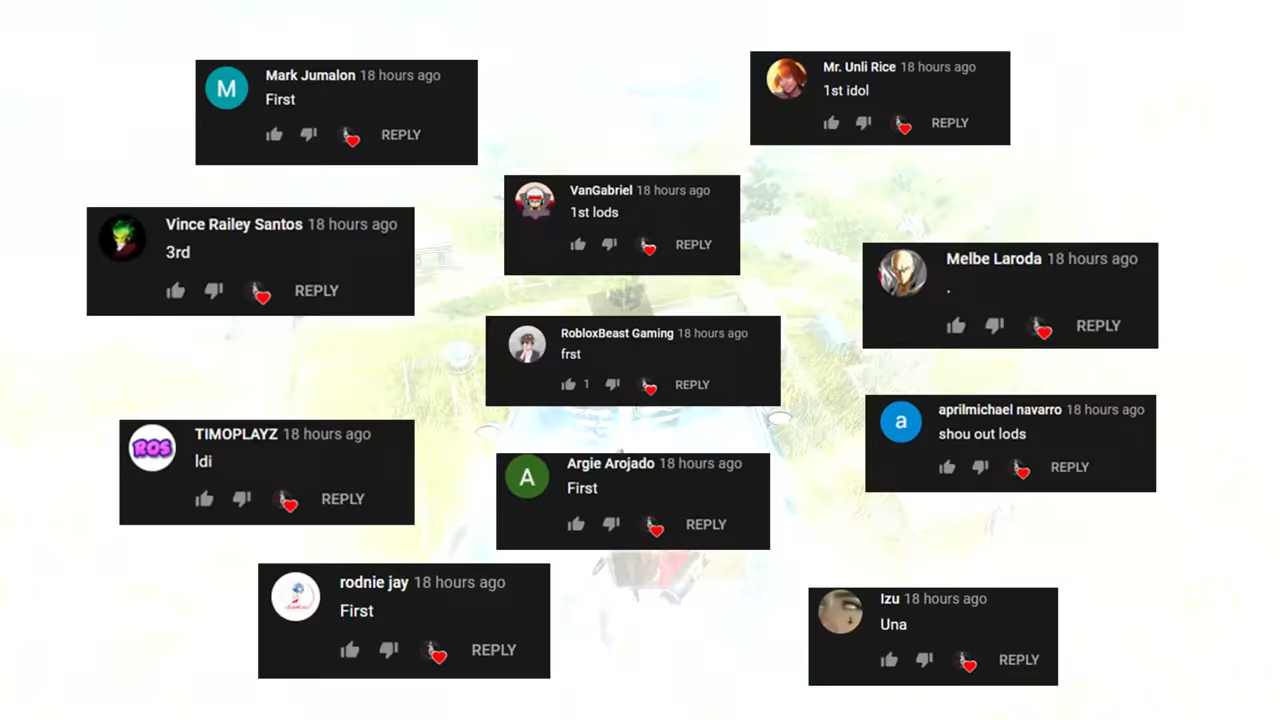 Mark Jumalon 18 hours ago
First
REPLY
Mr. Unli Rice 18 hours ago
1st idol
REPLY
VanGabriel 18 hours ago
1st lods
REPLY
Vince Railey Santos 18 hours ago
3rd
REPLY
Melbe Laroda 18 hours ago
.
REPLY
RobloxBeast Gaming 18 hours ago
frst
1 REPLY
aprilmichael navarro 18 hours ago
shou out lods
REPLY
TIMOPLAYZ 18 hours ago
Idi
REPLY
Argie Arojado 18 hours ago
First
REPLY
rodnie jay 18 hours ago
First
REPLY
Izu 18 hours ago
Una
REPLY
M
ROS
A
a